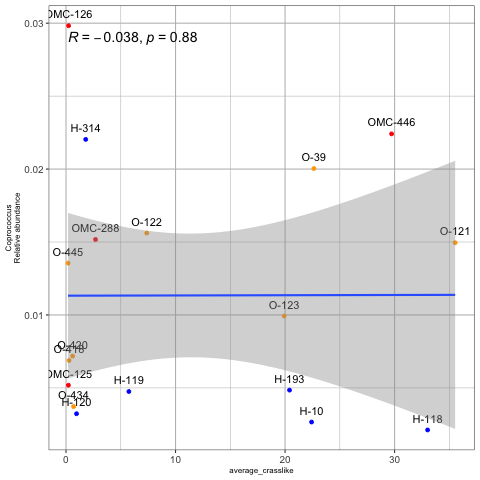 OMC-126
R = −0.038, p = 0.88
H-314
OMC-446
O-39
OMC-288
O-122
O-121
O-445
O-123
O-420
OMC-125
H-119
H-193
O-434
H-120
H-10
H-118
0.03
0.02
0.01
Coprococcus
Relative abundance
0
10
20
30
average_crasslike